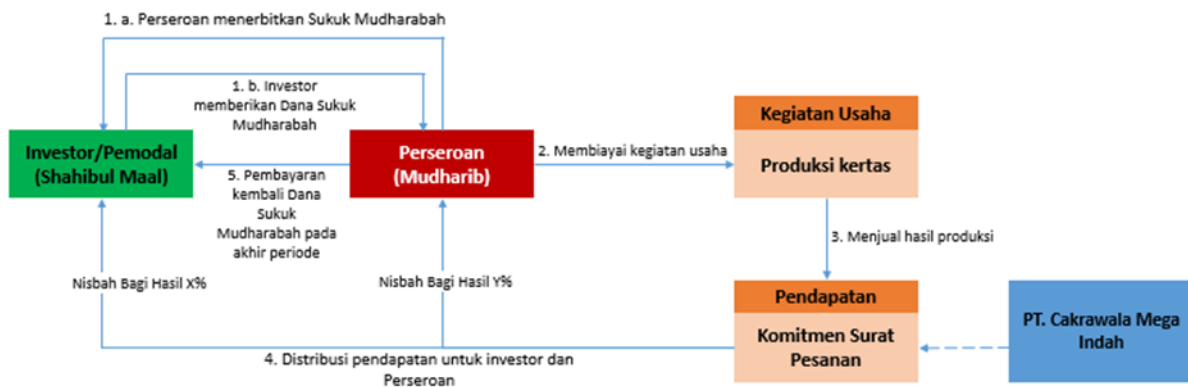 1. a. Perseroan menerbitkan Sukuk Mudharabah
1. b. Investor
memberikan Dana Sukuk
Mudharabah
Investor/Pemodal
(Shahibul Maal)
Perseroan
(Mudharib)
2. Membiayai kegiatan usaha
Kegiatan Usaha
Produksi kertas
5. Pembayaran
kembali Dana
Sukuk
Mudharabah pada
akhir periode
3. Menjual hasil produksi
Nisbah Bagi Hasil X%
Nisbah Bagi Hasil Y%
Pendapatan
Komitmen Surat
Pesanan
PT. Cakrawala Mega
Indah
4. Distribusi pendapatan untuk investor dan
Perseroan